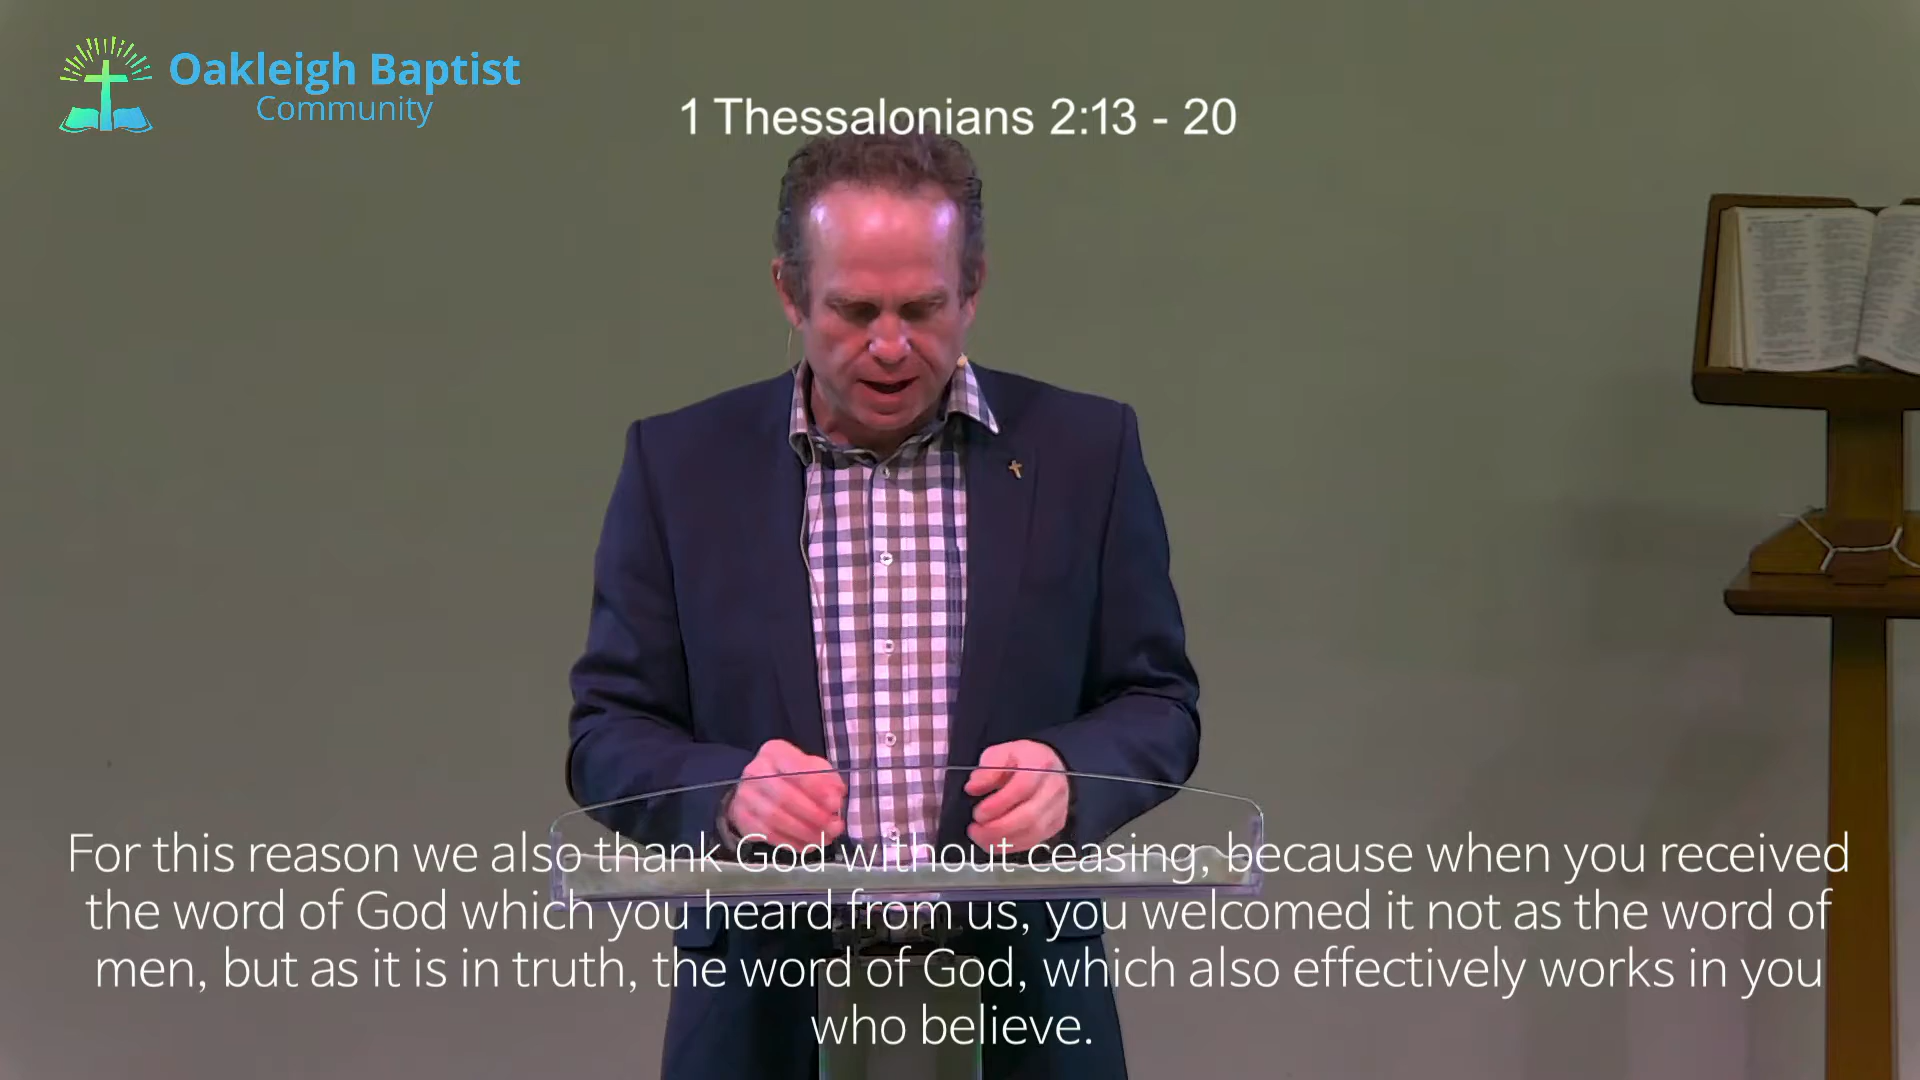 Oakleigh Baptist
Community
1 Thessalonians 2:13 - 20
For this reason we also thank God without ceasing, because when you received
the word of God which you heard from us, you welcomed it not as the word of
men, but as it is in truth, the word of God, which also effectively works in you
who believe.